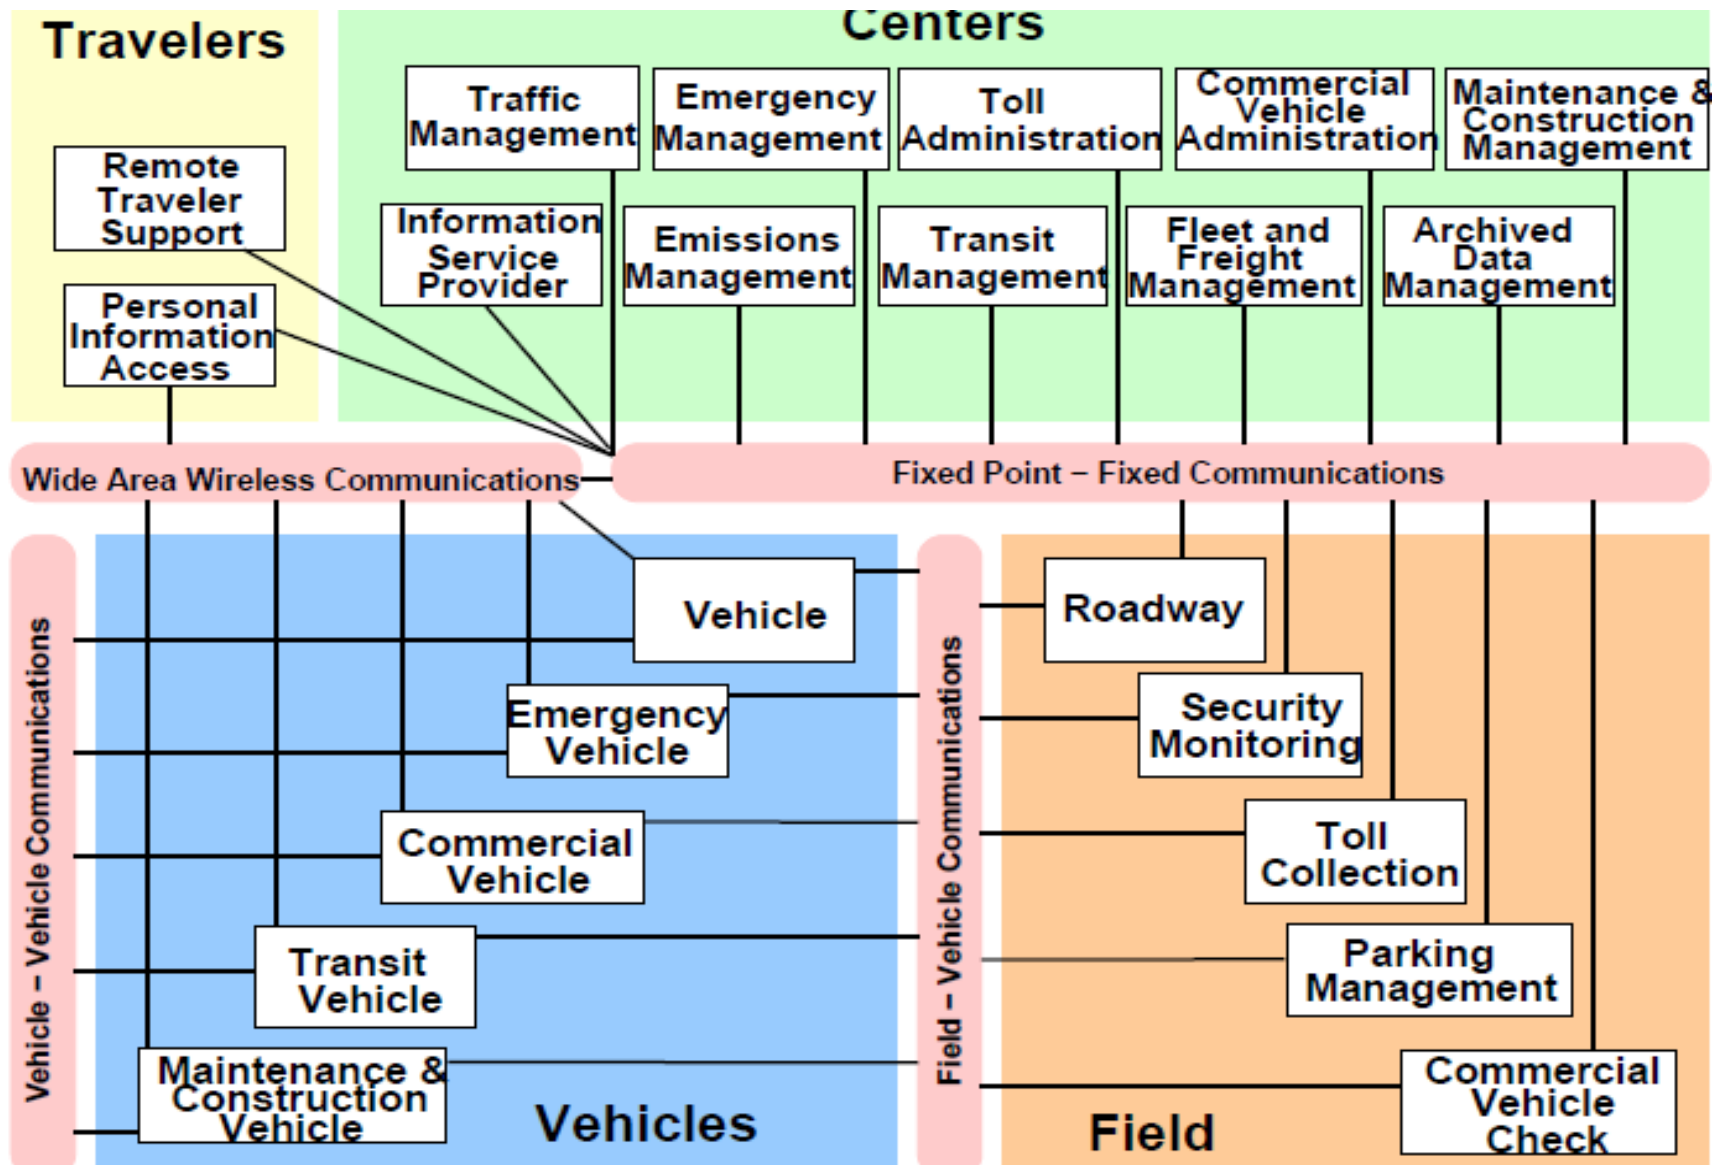 Travelers
Centers
Traffic
Management
Emergency
Management
Toll
Administration
Commercial
Vehicle
Administration
Maintenance &
Construction
Management
Remote
Traveler
Support
Information
Service
Provider
Emissions
Management
Transit
Management
Fleet and
Freight
Management
Archived
Data
Management
Personal
Information
Access
Wide Area Wireless Communications
Fixed Point – Fixed Communications
Vehicle – Vehicle Communications
Vehicle
Emergency
Vehicle
Commercial
Vehicle
Transit
Vehicle
Maintenance &
Construction
Vehicle
Vehicles
Field – Vehicle Communications
Roadway
Security
Monitoring
Toll
Collection
Parking
Management
Commercial
Vehicle
Check
Field